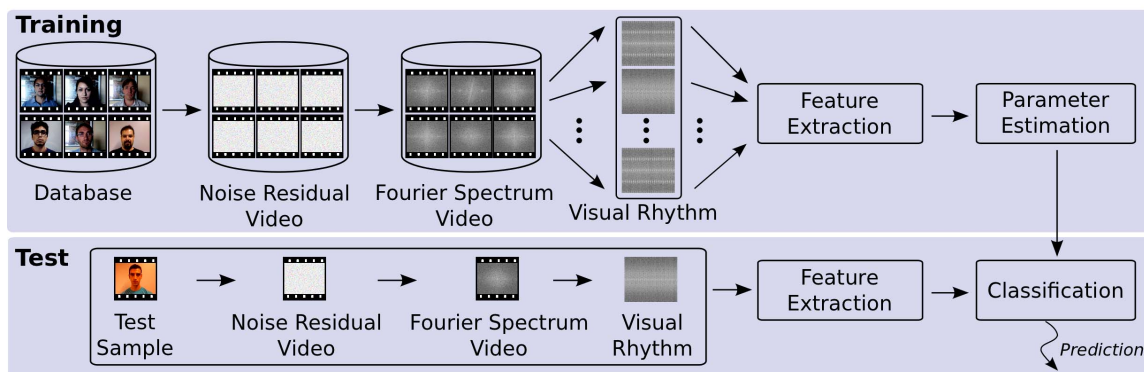 Training
Database
Noise Residual
Video
Fourier Spectrum
Video
Visual Rhythm
Feature
Extraction
Parameter
Estimation
Test
Test
Sample
Noise Residual
Video
Fourier Spectrum
Video
Visual
Rhythm
Feature
Extraction
Classification
Prediction